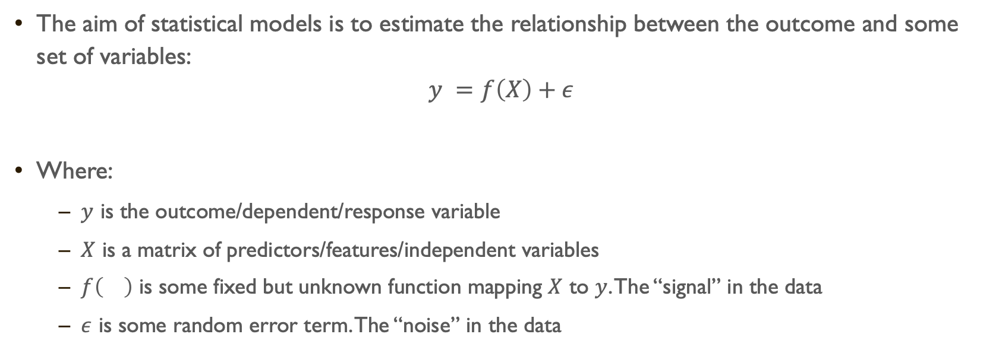 • The aim of statistical models is to estimate the relationship between the outcome and some
set of variables:
y = f(X) + ϵ
• Where:
– y is the outcome/dependent/response variable
– X is a matrix of predictors/features/independent variables
– f( ) is some fixed but unknown function mapping X to y. The “signal” in the data
– ϵ is some random error term. The “noise” in the data